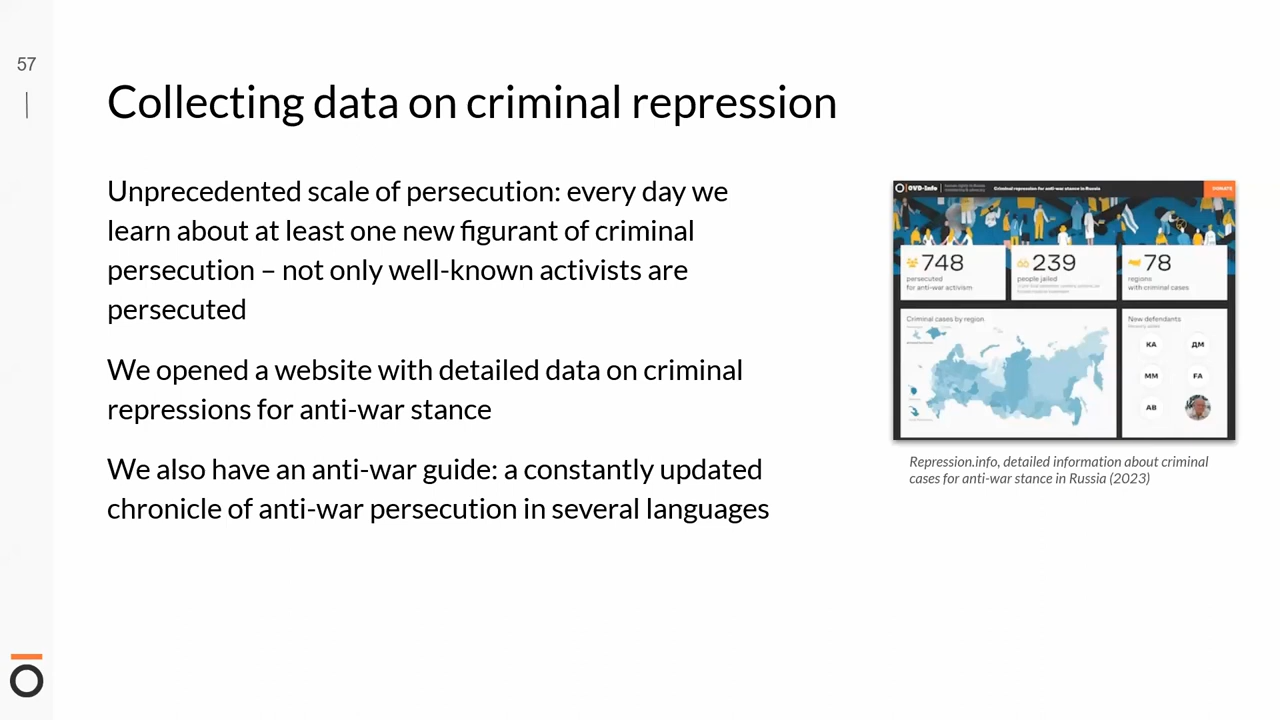 57
Collecting data on criminal repression
Unprecedented scale of persecution: every day we
learn about at least one new figurant of criminal
persecution – not only well-known activists are
persecuted
We opened a website with detailed data on criminal
repressions for anti-war stance
We also have an anti-war guide: a constantly updated
chronicle of anti-war persecution in several languages
OVD-Info
Criminal repression for anti-war stance in Russia
DONATE
748
persecuted
for anti-war activism
239
people jailed
78
regions
with criminal cases
Criminal cases by region
New defendants
КА
ДМ
ММ
FA
АВ
Repression.info, detailed information about criminal
cases for anti-war stance in Russia (2023)